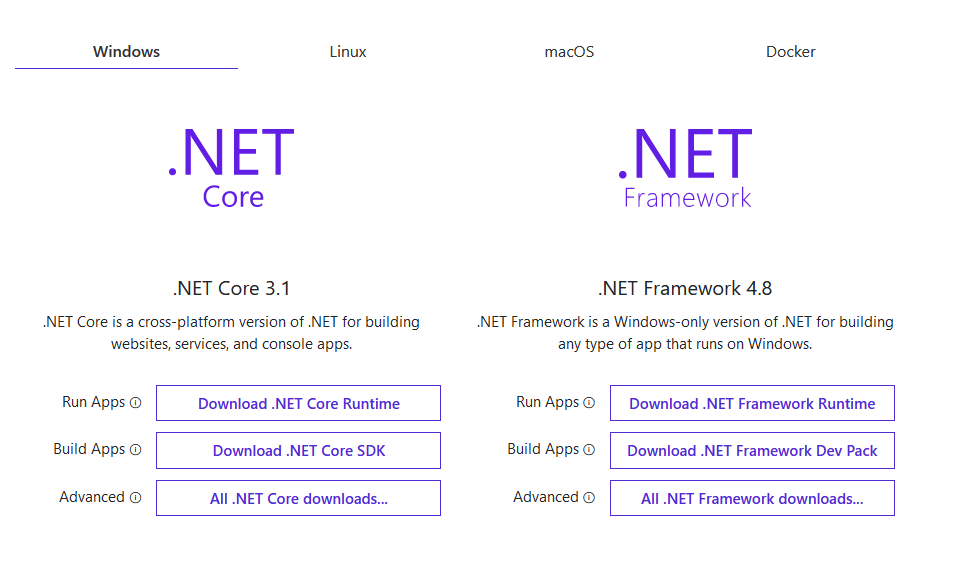 Windows
Linux
macOS
Docker
.NET
Core
.NET Core 3.1
.NET Core is a cross-platform version of .NET for building
websites, services, and console apps.
Run Apps
Download .NET Core Runtime
Build Apps
Download .NET Core SDK
Advanced
All .NET Core downloads...
.NET
Framework
.NET Framework 4.8
.NET Framework is a Windows-only version of .NET for building
any type of app that runs on Windows.
Run Apps
Download .NET Framework Runtime
Build Apps
Download .NET Framework Dev Pack
Advanced
All .NET Framework downloads...